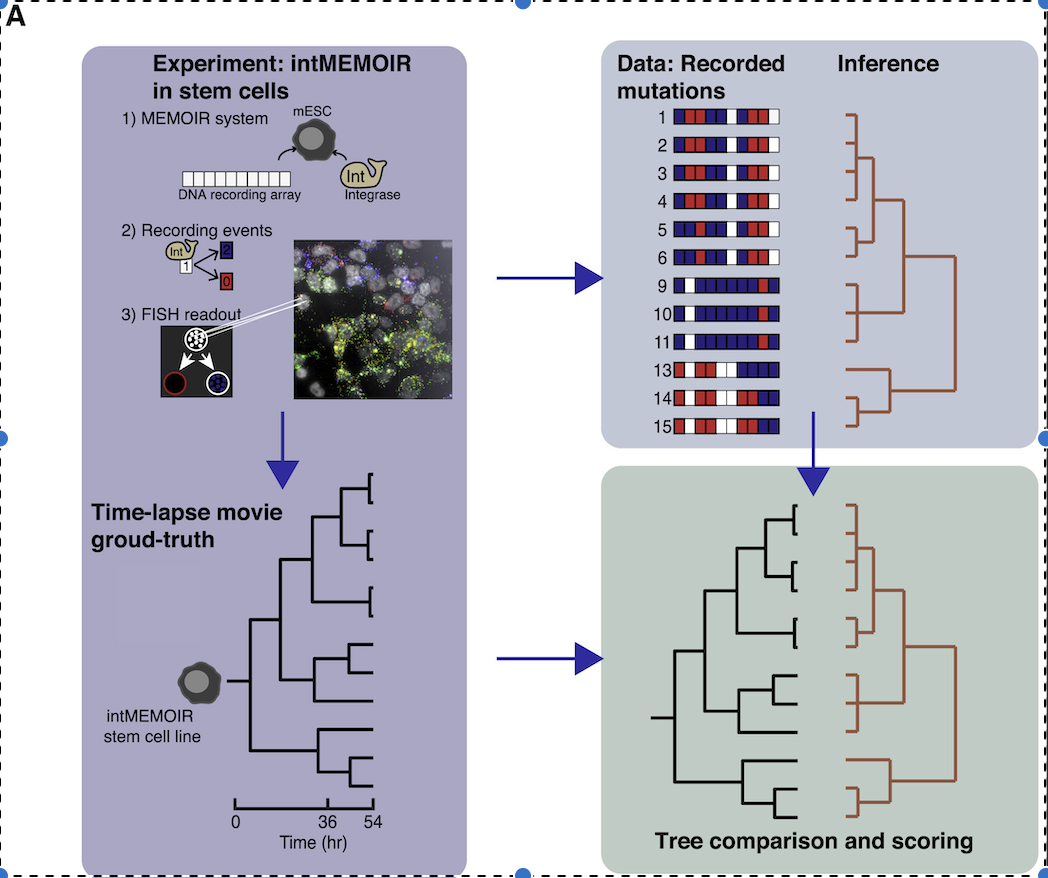 A
Experiment: intMEMOIR
in stem cells
1) MEMOIR system
mESC
Int
DNA recording array
Integrase
2) Recording events
Int
1
2
0
3) FISH readout
Time-lapse movie
groud-truth
intMEMOIR
stem cell line
0 36 54
Time (hr)
Data: Recorded
mutations
Inference
1
2
3
4
5
6
9
10
11
13
14
15
Tree comparison and scoring